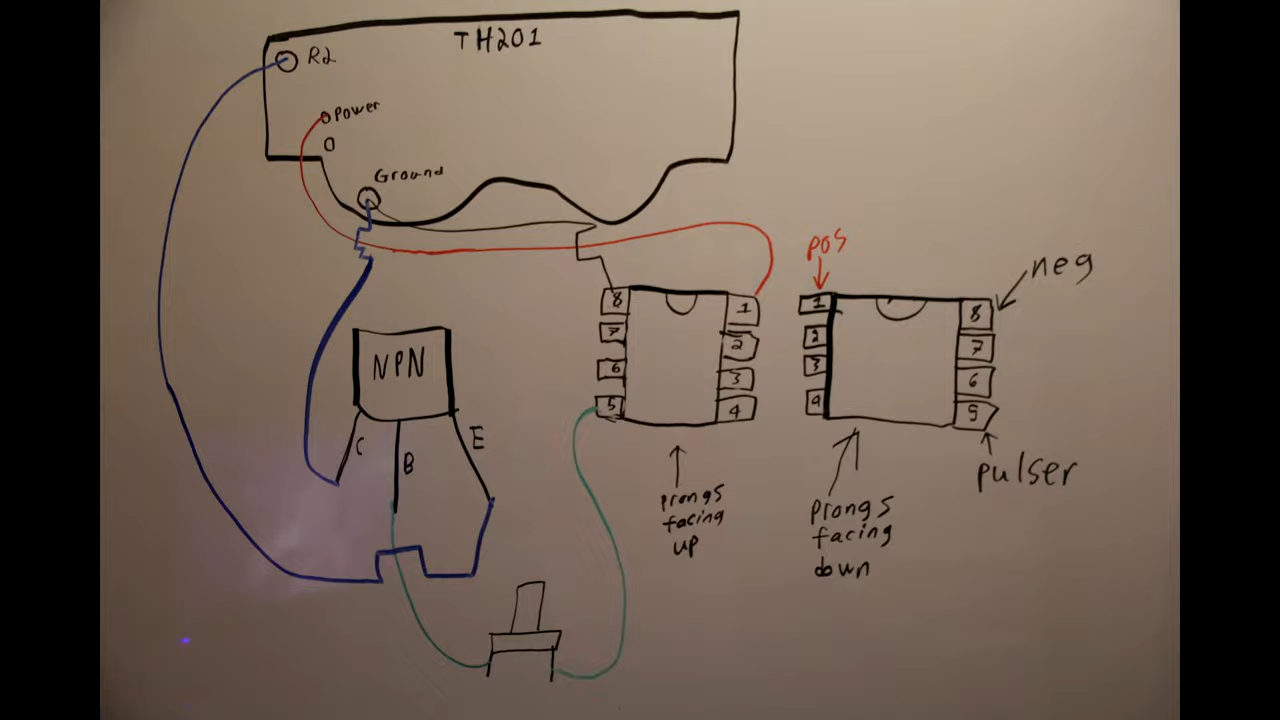 TH201
R2
Power
Ground
NPN
C
B
E
8
7
6
5
1
2
3
4
prongs
facing
up
pos
1
2
3
4
8
7
6
5
neg
pulser
prongs
facing
down